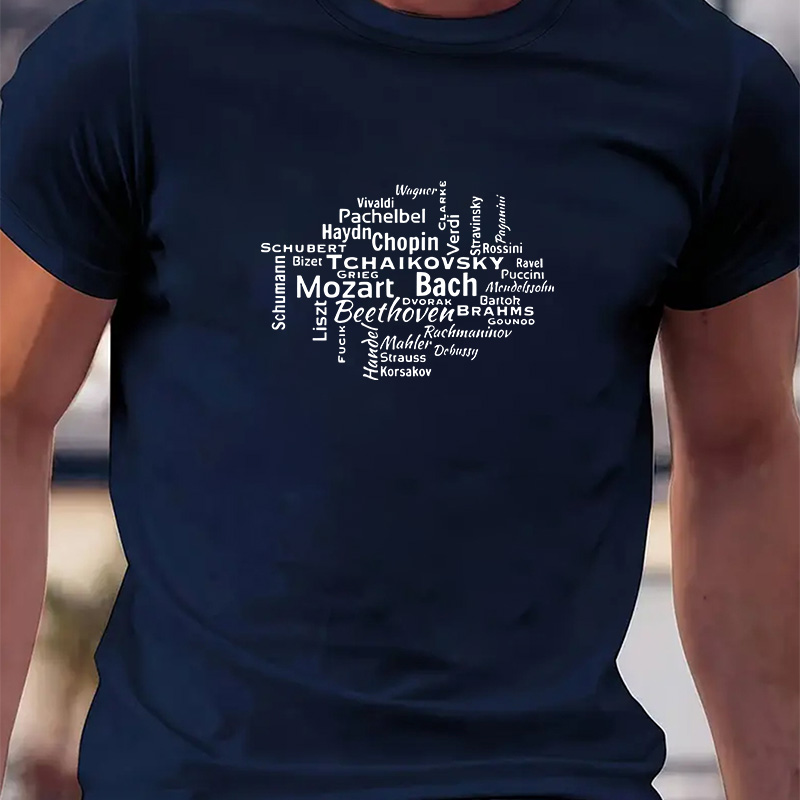 Wagner
CLARKE
Vivaldi
Stravinsky
Paganini
Pachelbel
Verdi
Haydn
Chopin
SCHUBERT
Rossini
Bizet
TCHAIKOVSKY
Ravel
Schumann
GRIEG
Puccini
Mozart
Bach
Mendelssohn
DVORAK
Bartoh
Liszt
Beethoven
BRAHMS
GOUNOD
FUCIK
Handel
Rachmaninov
Mahler
Debussy
Strauss
Korsakov